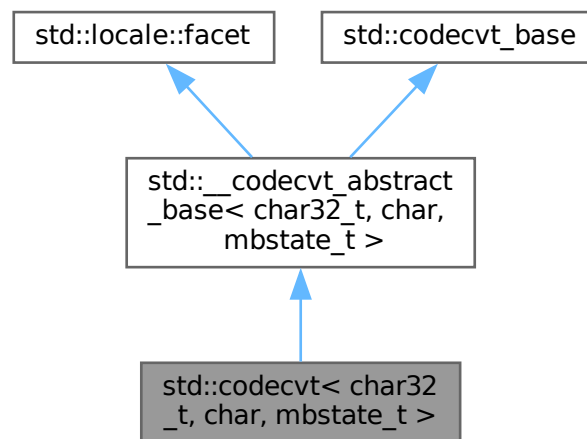 std::locale::facet
std::codecvt_base
std::__codecvt_abstract
_base< char32_t, char,
mbstate_t >
std::codecvt< char32
_t, char, mbstate_t >